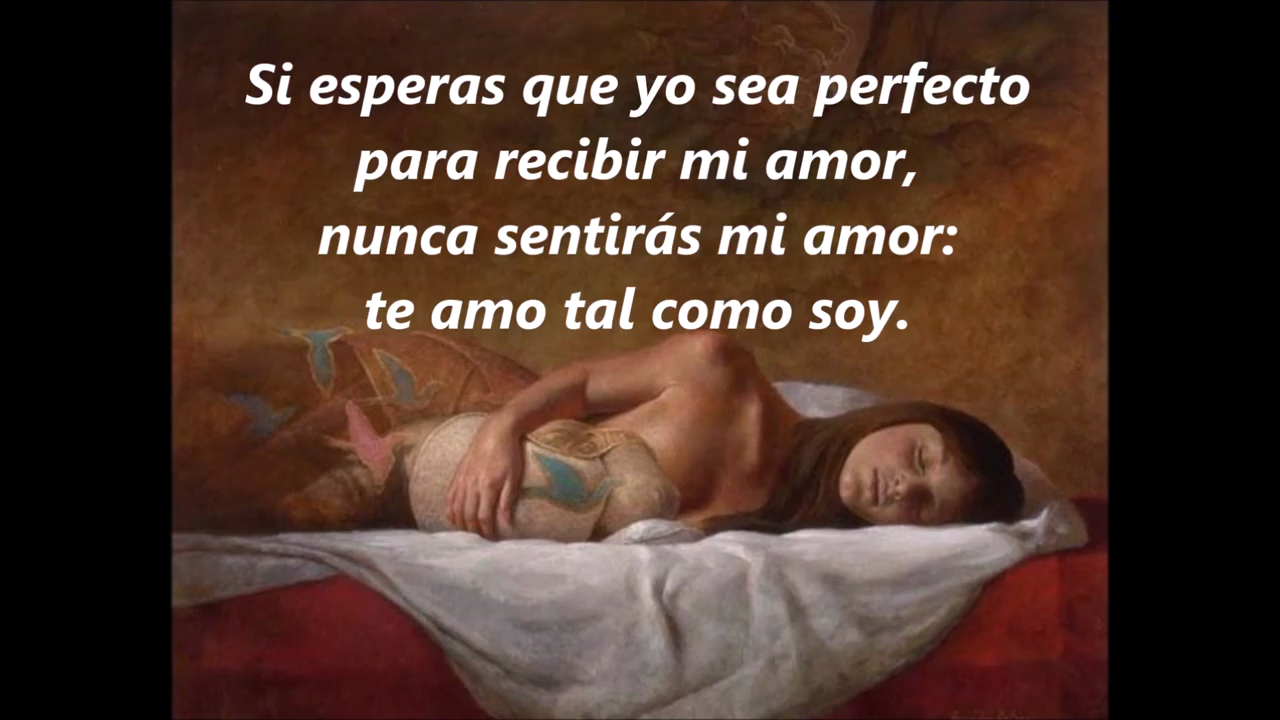 Si esperas que yo sea perfecto
para recibir mi amor,
nunca sentirás mi amor:
te amo tal como soy.